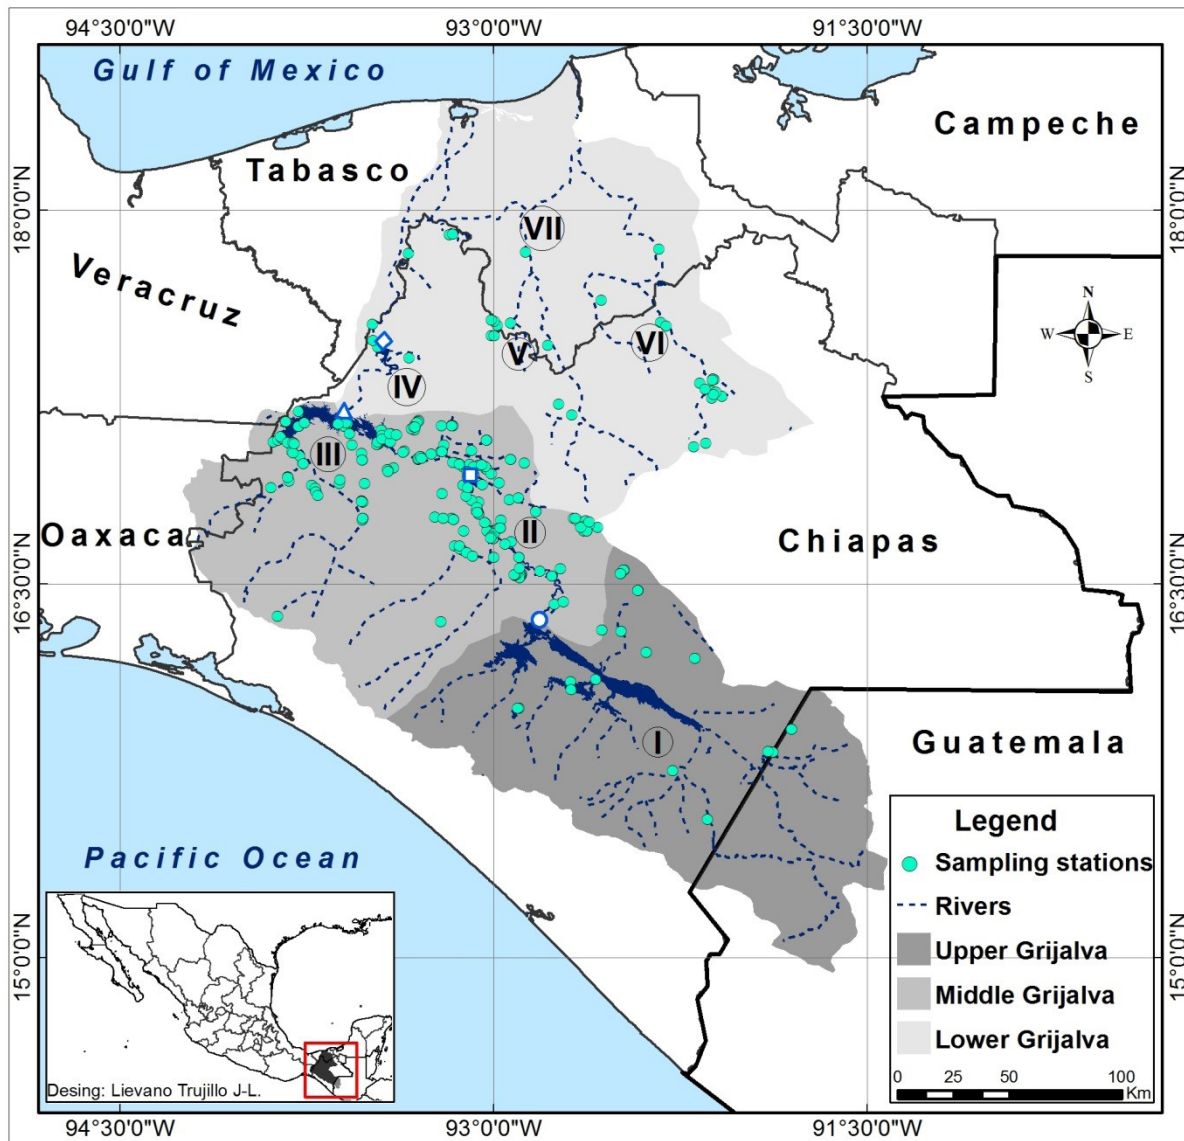 94°30'0"W 93°00'0"W 91°30'0"W
Gulf of Mexico
Campeche
Tabasco
18°0'0"N 18°0'0"N
VII
Veracruz
N
W E
S
V
VI
IV
III
Oaxaca
II
Chiapas
16°30'0"N 16°30'0"N
I
Guatemala
Legend
Pacific Ocean
Sampling stations
Rivers
Upper Grijalva
15°0'0"N 15°0'0"N
Middle Grijalva
Lower Grijalva
0 25 50 100
Km
Desing: Lievano Trujillo J-L.
94°30'0"W 93°00'0"W 91°30'0"W